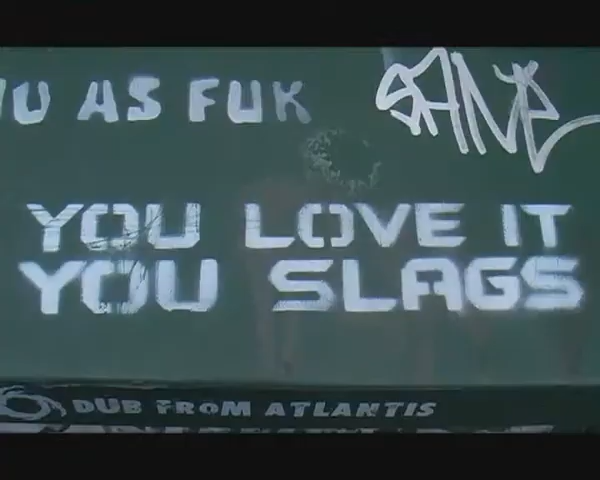 U AS FUK
YOU LOVE IT
YOU SLAGS
DUB FROM ATLANTIS